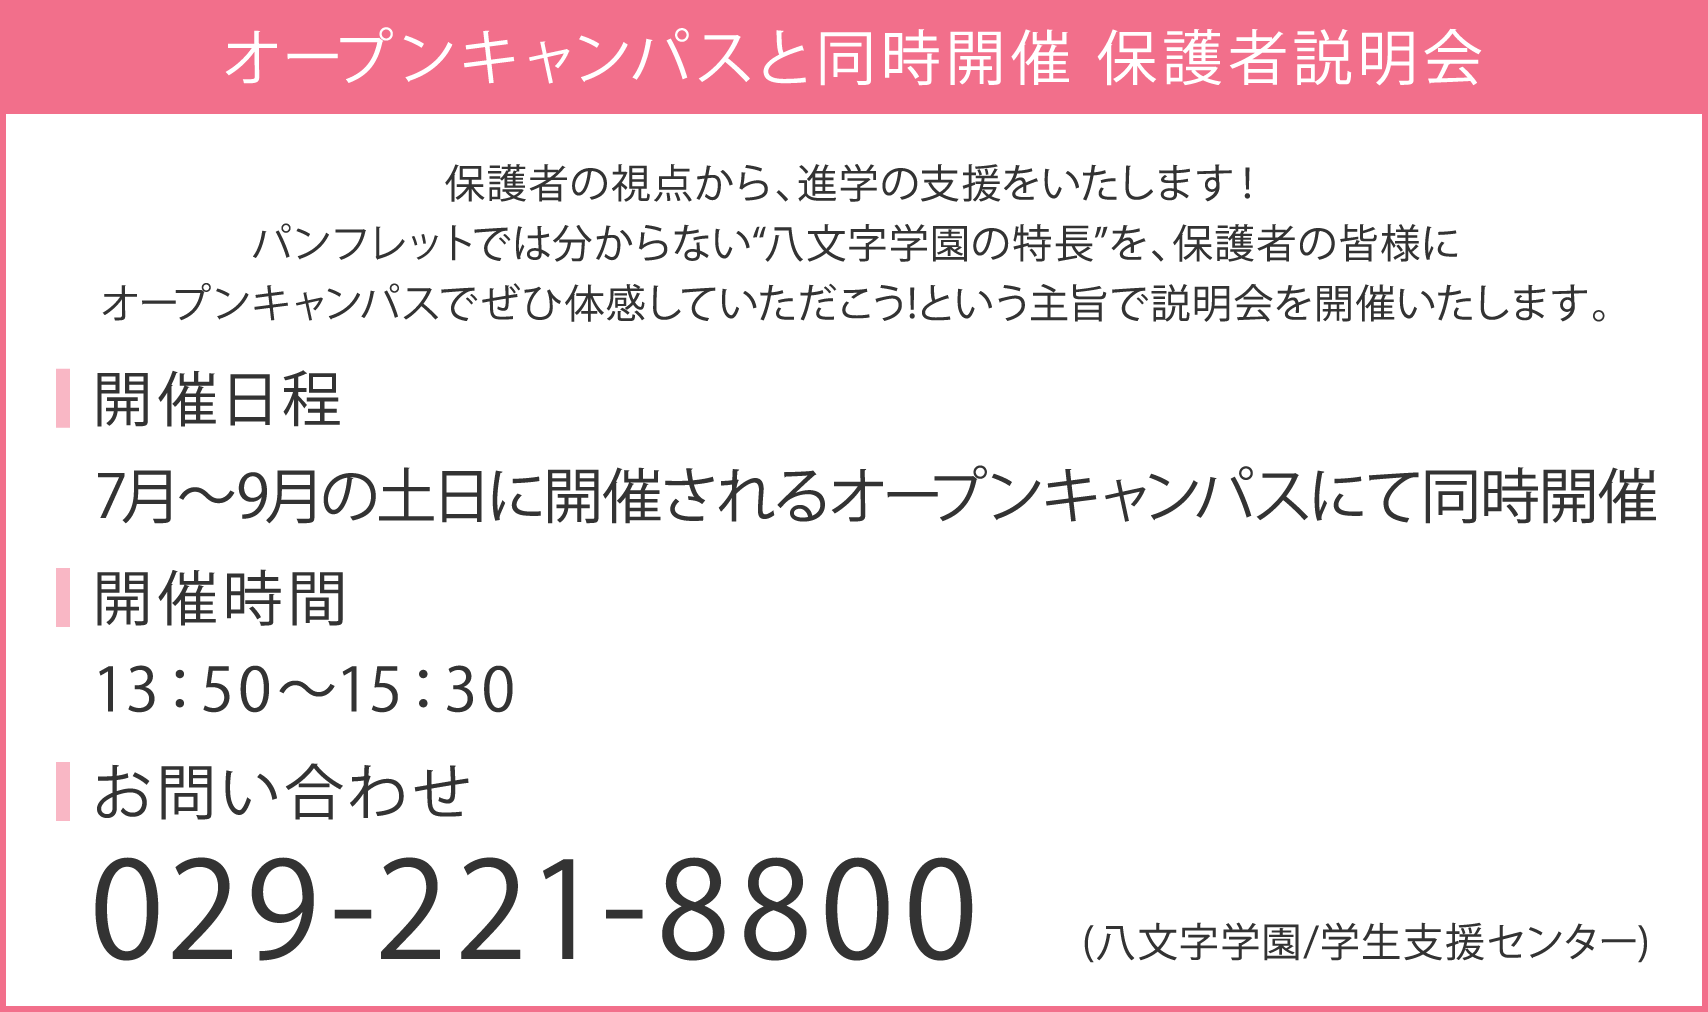 オープンキャンパスと同時開催 保護者説明会
保護者の視点から、進学の支援をいたします！
パンフレットでは分からない“八文字学園の特長”を、保護者の皆様に
オープンキャンパスでぜひ体感していただこう!という主旨で説明会を開催いたします。
開催日程
7月～9月の土日に開催されるオープンキャンパスにて同時開催
開催時間
13：50～15：30
お問い合わせ
029-221-8800 (八文字学園/学生支援センター)